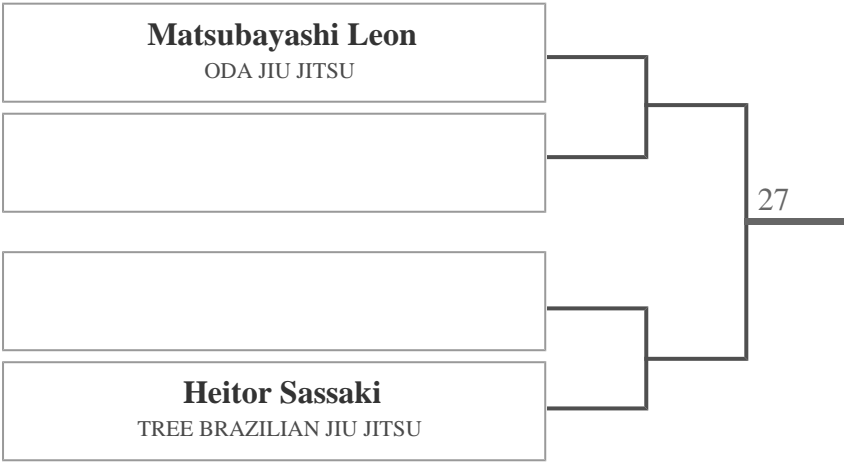 Matsubayashi Leon
ODA JIU JITSU
27
Heitor Sassaki
TREE BRAZILIAN JIU JITSU